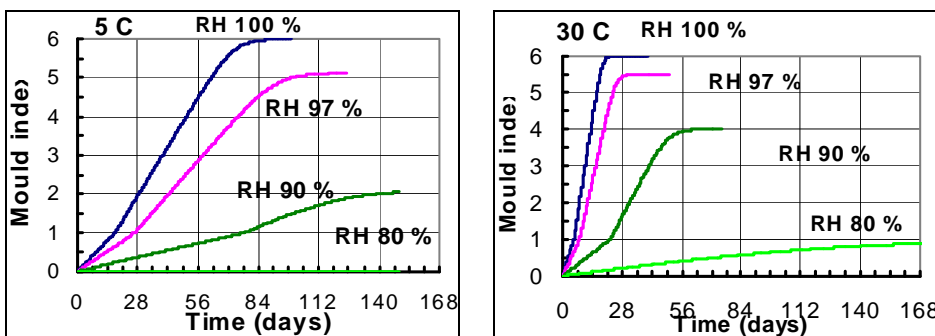 5 C
RH 100 %
6
5
4
3
2
1
0
Mould index
RH 97 %
RH 90 %
RH 80 %
0 28 56 84 112 140 168
Time (days)
30 C
RH 100 %
6
5
4
3
2
1
0
Mould index
RH 97 %
RH 90 %
RH 80 %
0 28 56 84 112 140 168
Time (days)